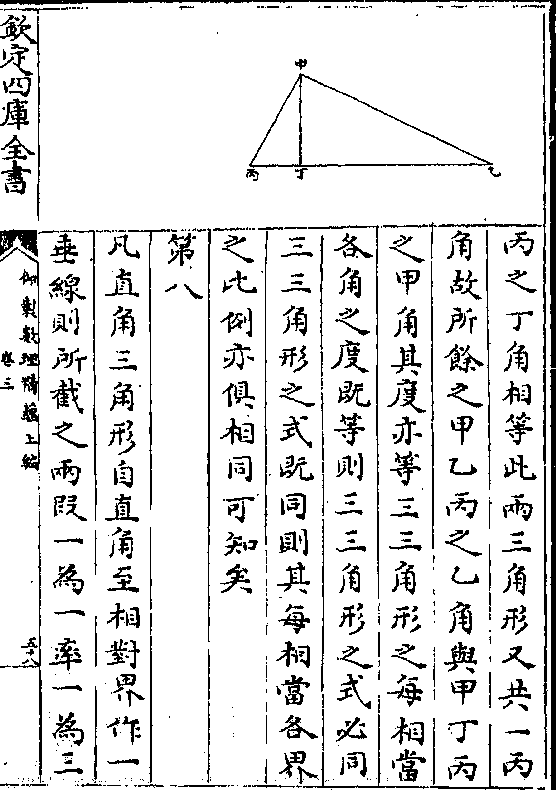 甲
丙 丁 乙
丙之丁角相等此兩三角形又共一丙
角故所餘之甲乙丙之乙角與甲丁丙
之甲角其度亦等三三角形之每相當
各角之度既等則三三角形之式必同
三三角形之式既同則其每相當各界
之比例亦俱相同可知矣
第八
凡直角三角形自直角至相對界作一
垂線則所截之兩段一為一率一為三
欽定四庫全書
御製數理精蘊上編
卷三
五十八